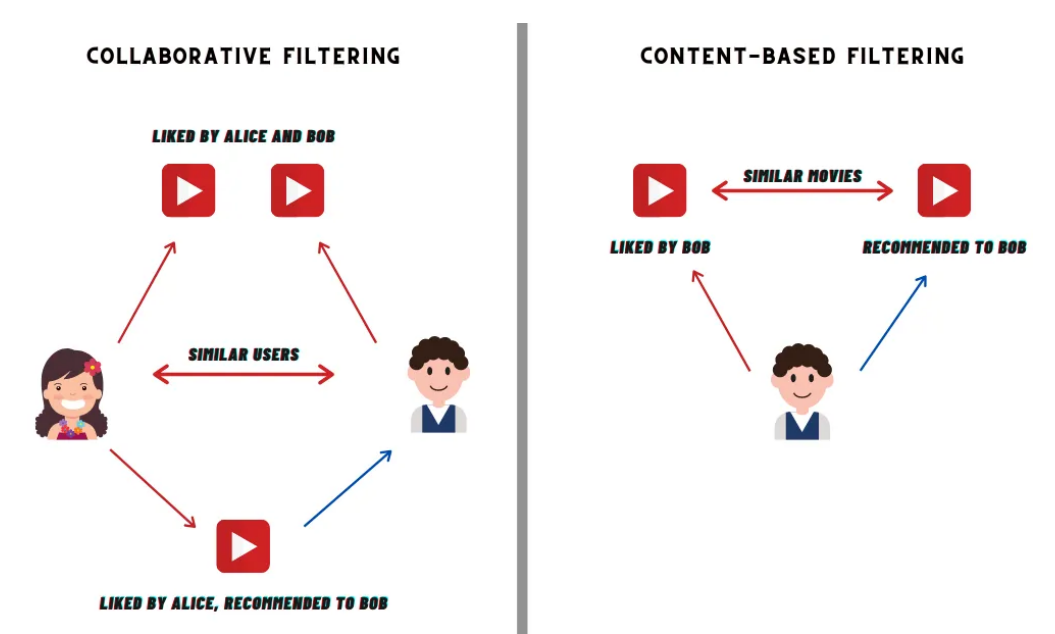 COLLABORATIVE FILTERING
LIKED BY ALICE AND BOB
SIMILAR USERS
LIKED BY ALICE, RECOMMENDED TO BOB
CONTENT-BASED FILTERING
SIMILAR MOVIES
LIKED BY BOB
RECOMMENDED TO BOB